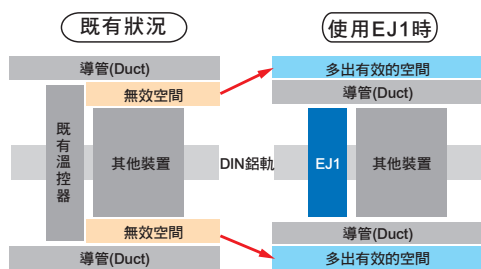 既有狀況
使用EJ1時
導管(Duct)
多出有效的空間
無效空間
導管(Duct)
既有溫控器
其他裝置
DIN鋁軌
EJ1
其他裝置
無效空間
導管(Duct)
導管(Duct)
多出有效的空間